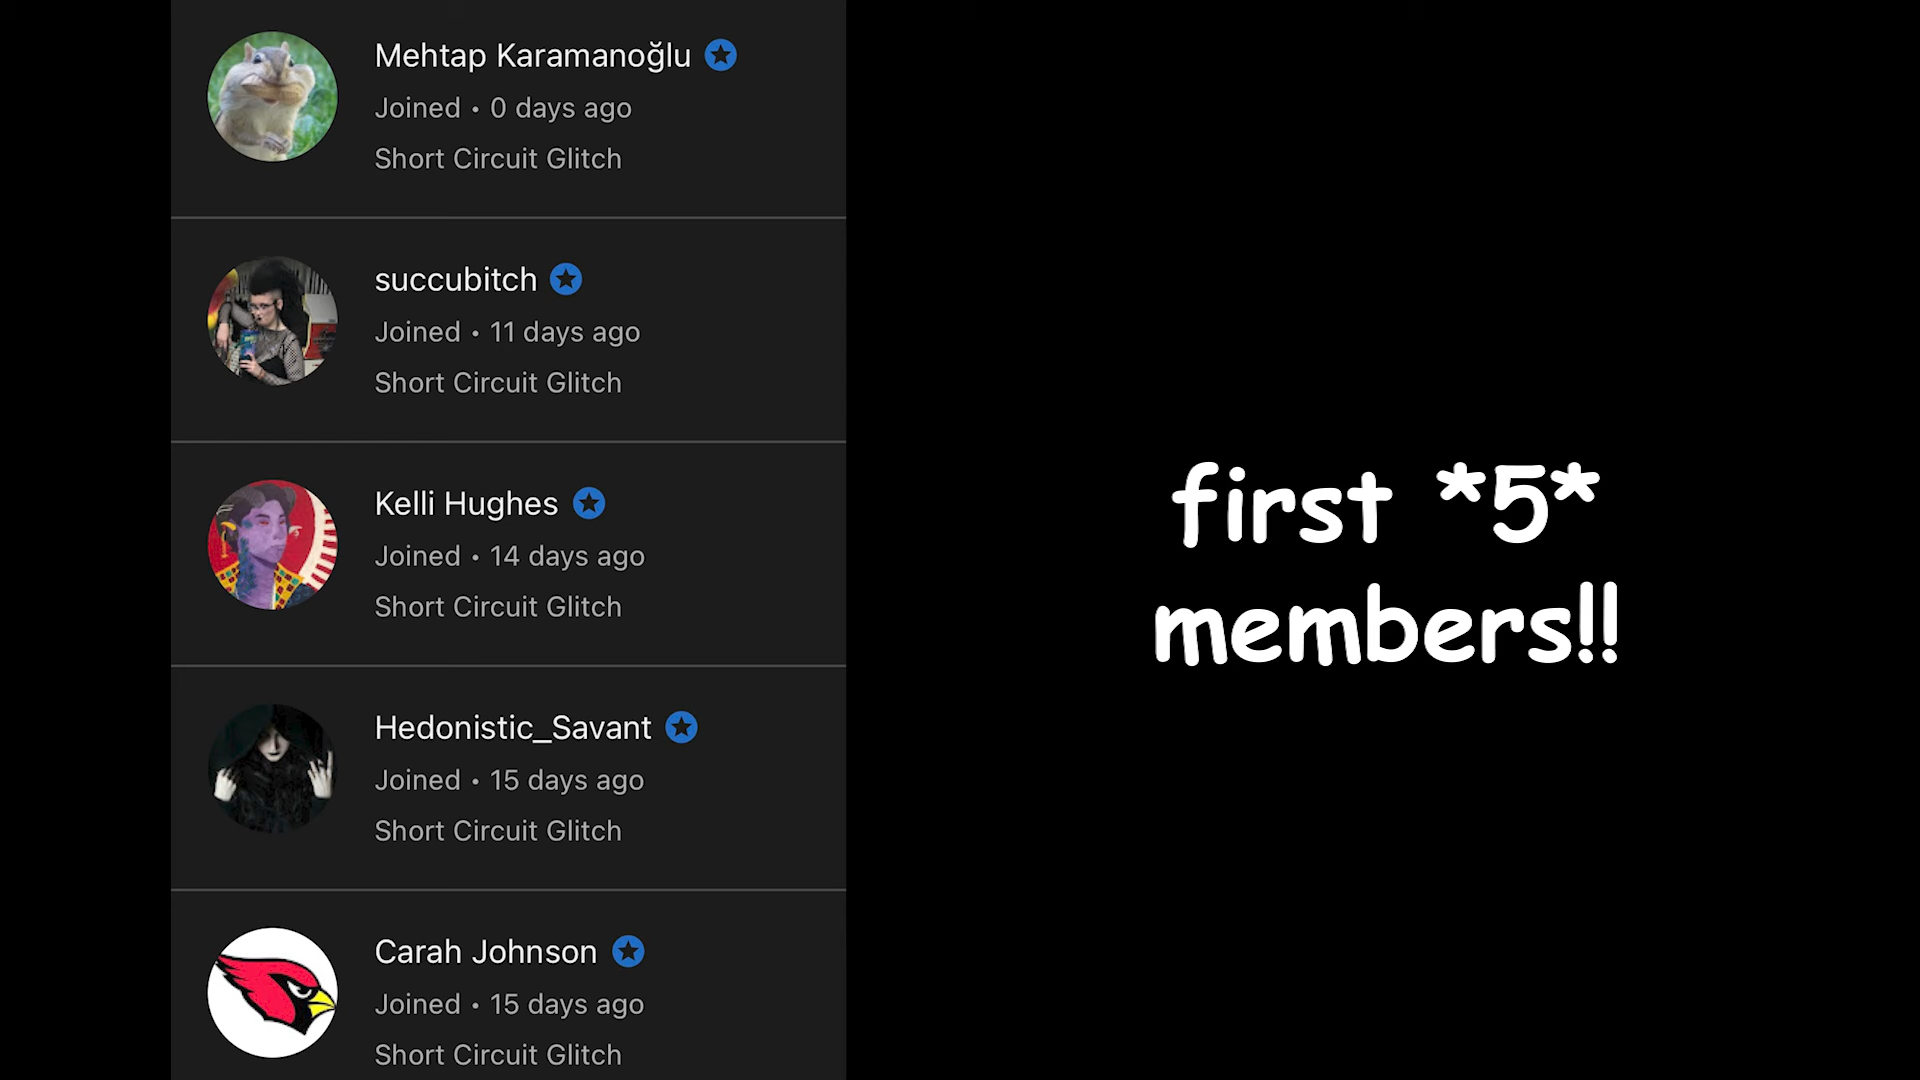 Mehtap Karamanoğlu
Joined • 0 days ago
Short Circuit Glitch
succubitch
Joined • 11 days ago
Short Circuit Glitch
Kelli Hughes
Joined • 14 days ago
Short Circuit Glitch
Hedonistic_Savant
Joined • 15 days ago
Short Circuit Glitch
Carah Johnson
Joined • 15 days ago
Short Circuit Glitch
first *5*
members!!